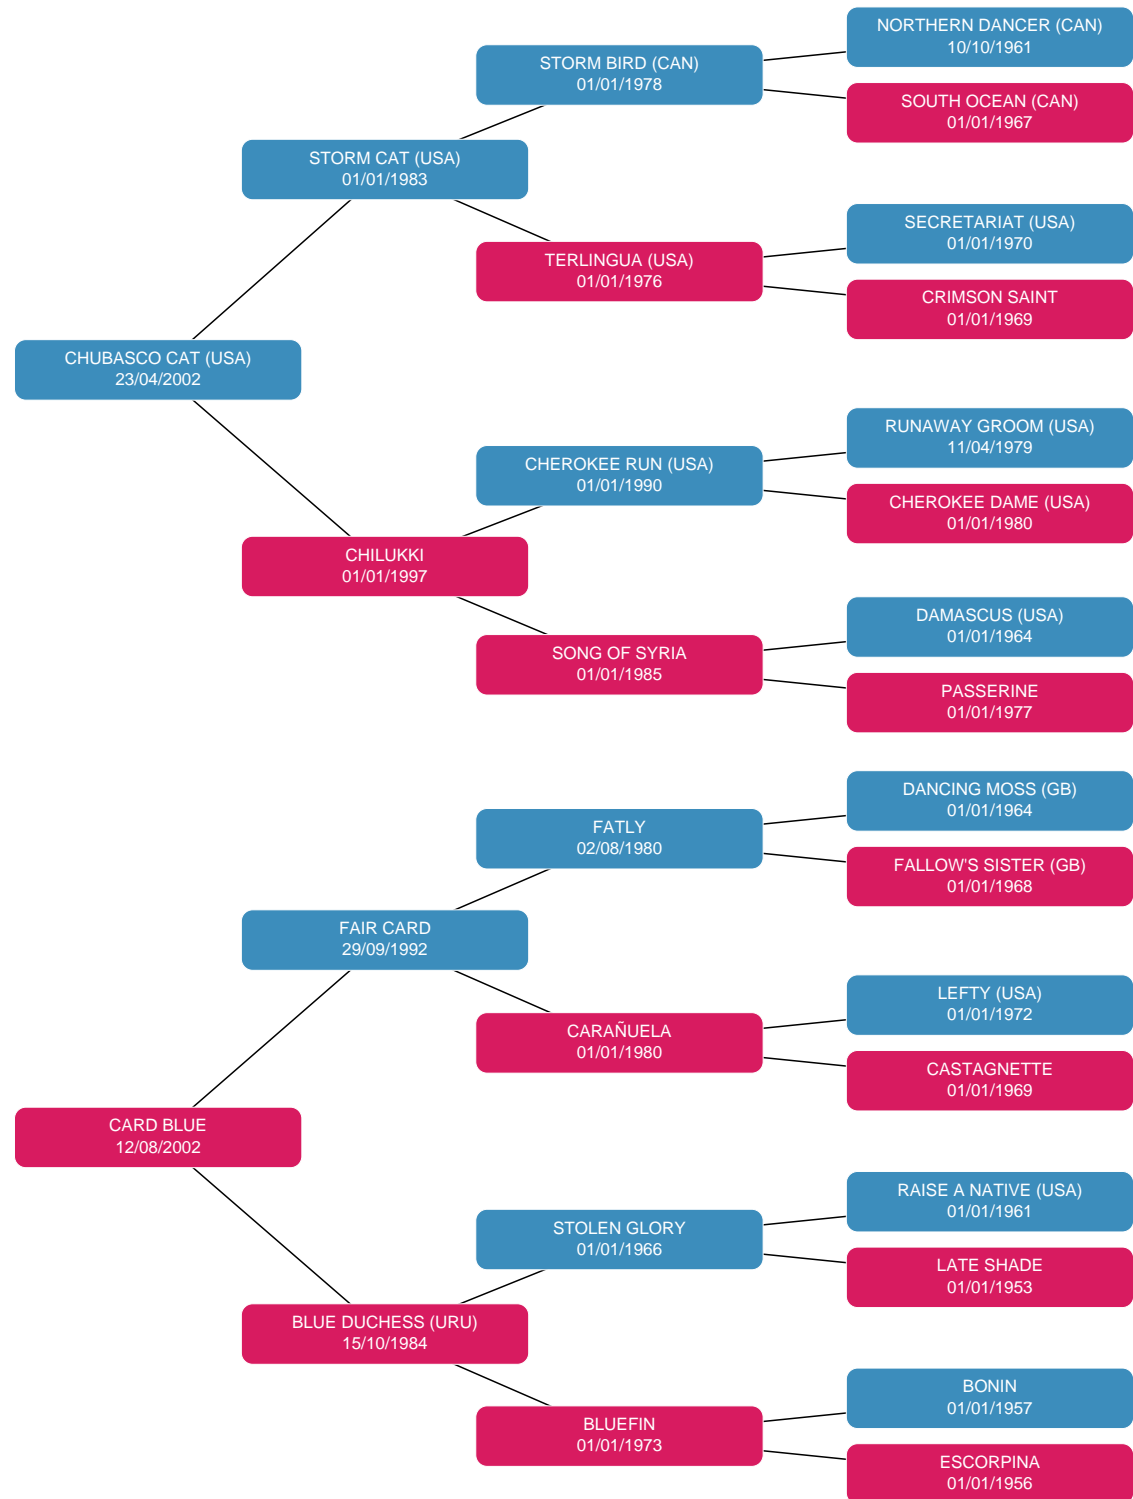 NORTHERN DANCER (CAN)
10/10/1961
STORM BIRD (CAN)
01/01/1978
SOUTH OCEAN (CAN)
01/01/1967
STORM CAT (USA)
01/01/1983
SECRETARIAT (USA)
01/01/1970
TERLINGUA (USA)
01/01/1976
CRIMSON SAINT
01/01/1969
CHUBASCO CAT (USA)
23/04/2002
RUNAWAY GROOM (USA)
11/04/1979
CHEROKEE RUN (USA)
01/01/1990
CHEROKEE DAME (USA)
01/01/1980
CHILUKKI
01/01/1997
DAMASCUS (USA)
01/01/1964
SONG OF SYRIA
01/01/1985
PASSERINE
01/01/1977
DANCING MOSS (GB)
01/01/1964
FATLY
02/08/1980
FALLOW'S SISTER (GB)
01/01/1968
FAIR CARD
29/09/1992
LEFTY (USA)
01/01/1972
CARAÑUELA
01/01/1980
CASTAGNETTE
01/01/1969
CARD BLUE
12/08/2002
RAISE A NATIVE (USA)
01/01/1961
STOLEN GLORY
01/01/1966
LATE SHADE
01/01/1953
BLUE DUCHESS (URU)
15/10/1984
BONIN
01/01/1957
BLUEFIN
01/01/1973
ESCORPINA
01/01/1956